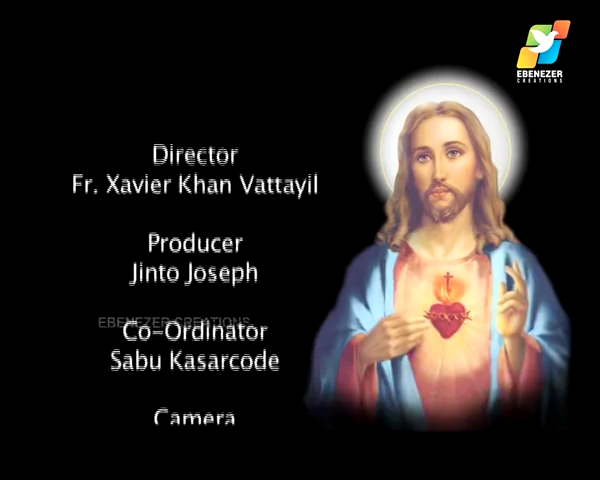 EBENEZER
CREATIONS
Director
Fr. Xavier Khan Vattayil
Producer
Jinto Joseph
EBENEZER CREATIONS
Co-Ordinator
Sabu Kasarcode
Camera